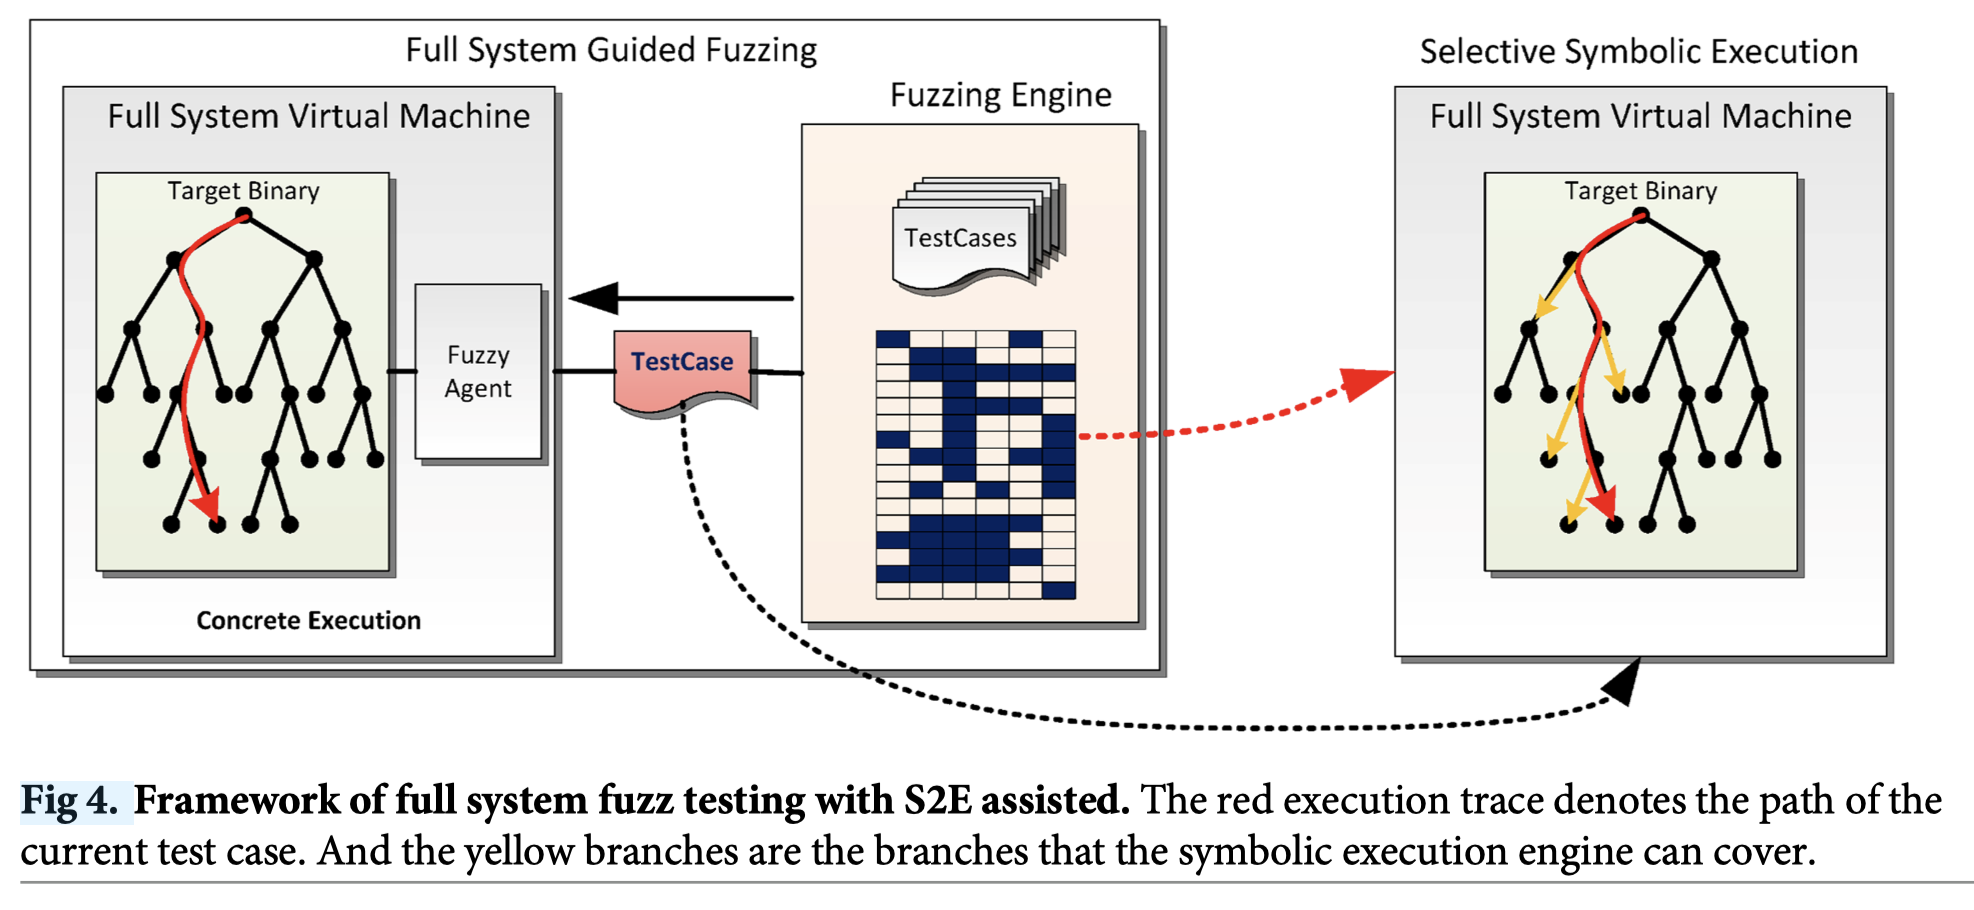 Full System Guided Fuzzing
Full System Virtual Machine
Target Binary
Concrete Execution
Fuzzy
Agent
TestCase
Fuzzing Engine
TestCases
Selective Symbolic Execution
Full System Virtual Machine
Target Binary
Fig 4. Framework of full system fuzz testing with S2E assisted. The red execution trace denotes the path of the
current test case. And the yellow branches are the branches that the symbolic execution engine can cover.